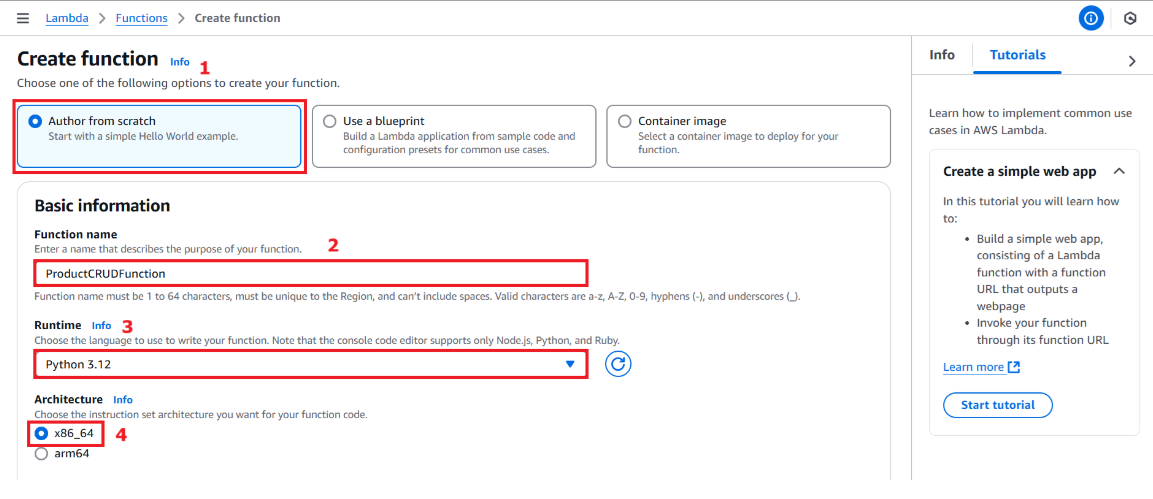 Lambda > Functions > Create function
Create function Info
1
Choose one of the following options to create your function.
Author from scratch
Start with a simple Hello World example.
Use a blueprint
Build a Lambda application from sample code and
configuration presets for common use cases.
Container image
Select a container image to deploy for your
function.
Basic information
Function name
Enter a name that describes the purpose of your function.
2
ProductCRUDFunction
Function name must be 1 to 64 characters, must be unique to the Region, and can't include spaces. Valid characters are a-z, A-Z, 0-9, hyphens (-), and underscores (_).
Runtime Info
3
Choose the language to use to write your function. Note that the console code editor supports only Node.js, Python, and Ruby.
Python 3.12
Architecture Info
Choose the instruction set architecture you want for your function code.
x86_64
4
arm64
Info
Tutorials
Learn how to implement common use
cases in AWS Lambda.
Create a simple web app
In this tutorial you will learn how
to:
• Build a simple web app,
consisting of a Lambda
function with a function
URL that outputs a
webpage
• Invoke your function
through its function URL
Learn more
Start tutorial